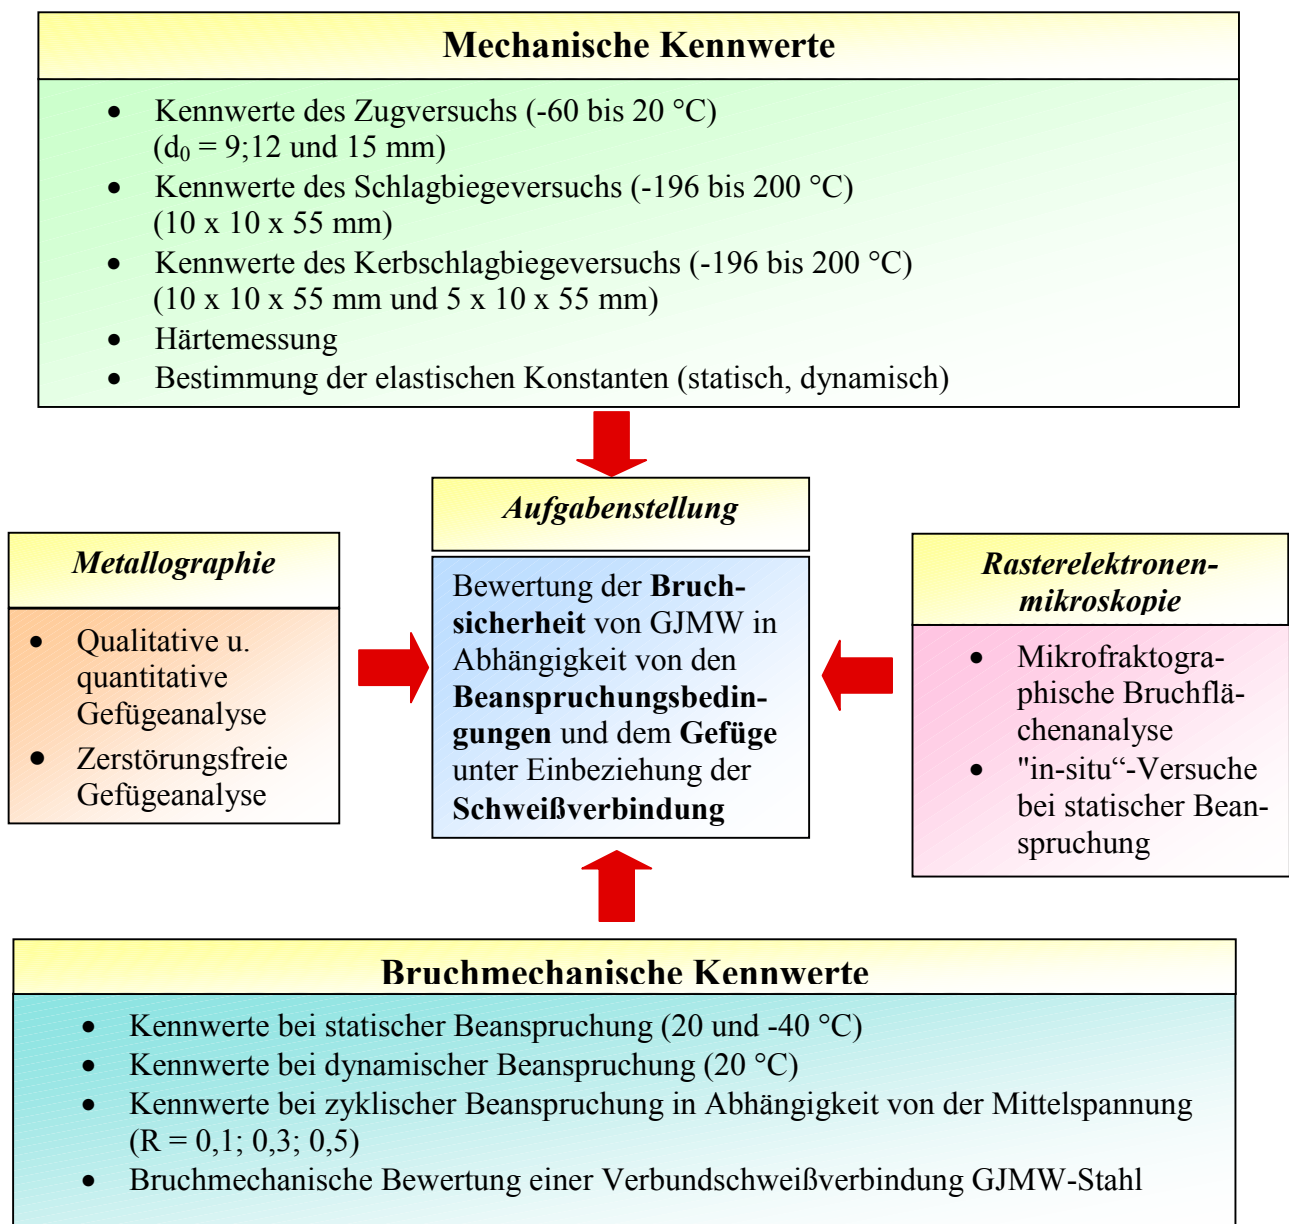 Mechanische Kennwerte
• Kennwerte des Zugversuchs (-60 bis 20 °C)
(d₀ = 9;12 und 15 mm)
• Kennwerte des Schlagbiegeversuchs (-196 bis 200 °C)
(10 x 10 x 55 mm)
• Kennwerte des Kerbschlagbiegeversuchs (-196 bis 200 °C)
(10 x 10 x 55 mm und 5 x 10 x 55 mm)
• Härtemessung
• Bestimmung der elastischen Konstanten (statisch, dynamisch)
Metallographie
• Qualitative u.
quantitative
Gefügeanalyse
• Zerstörungsfreie
Gefügeanalyse
Aufgabenstellung
Bewertung der Bruch-
sicherheit von GJMW in
Abhängigkeit von den
Beanspruchungsbedin-
gungen und dem Gefüge
unter Einbeziehung der
Schweißverbindung
Rasterelektronen-
mikroskopie
• Mikrofraktogra-
phische Bruchflä-
chenanalyse
• "in-situ“-Versuche
bei statischer Bean-
spruchung
Bruchmechanische Kennwerte
• Kennwerte bei statischer Beanspruchung (20 und -40 °C)
• Kennwerte bei dynamischer Beanspruchung (20 °C)
• Kennwerte bei zyklischer Beanspruchung in Abhängigkeit von der Mittelspannung
(R = 0,1; 0,3; 0,5)
• Bruchmechanische Bewertung einer Verbundschweißverbindung GJMW-Stahl